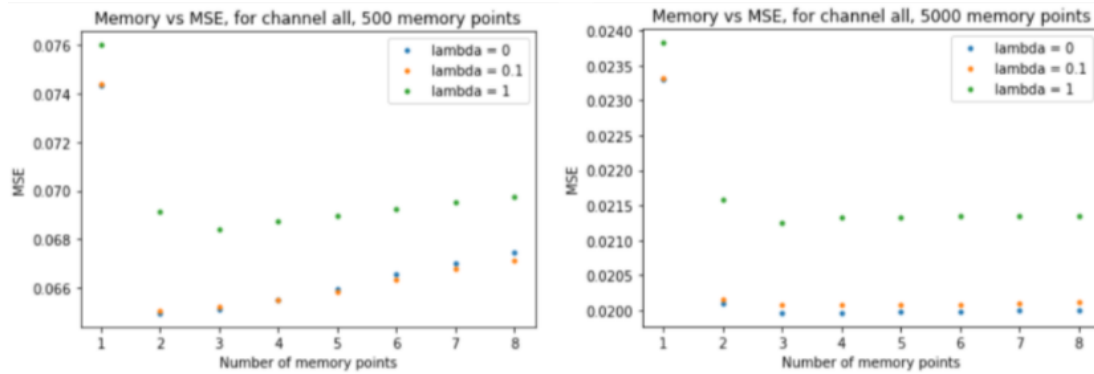 Memory vs MSE, for channel all, 500 memory points
0.076
0.074
0.072
0.070
0.068
0.066
MSE
lambda = 0
lambda = 0.1
lambda = 1
1 2 3 4 5 6 7 8
Number of memory points
Memory vs MSE, for channel all, 5000 memory points
0.0240
0.0235
0.0230
0.0225
0.0220
0.0215
0.0210
0.0205
0.0200
MSE
lambda = 0
lambda = 0.1
lambda = 1
1 2 3 4 5 6 7 8
Number of memory points